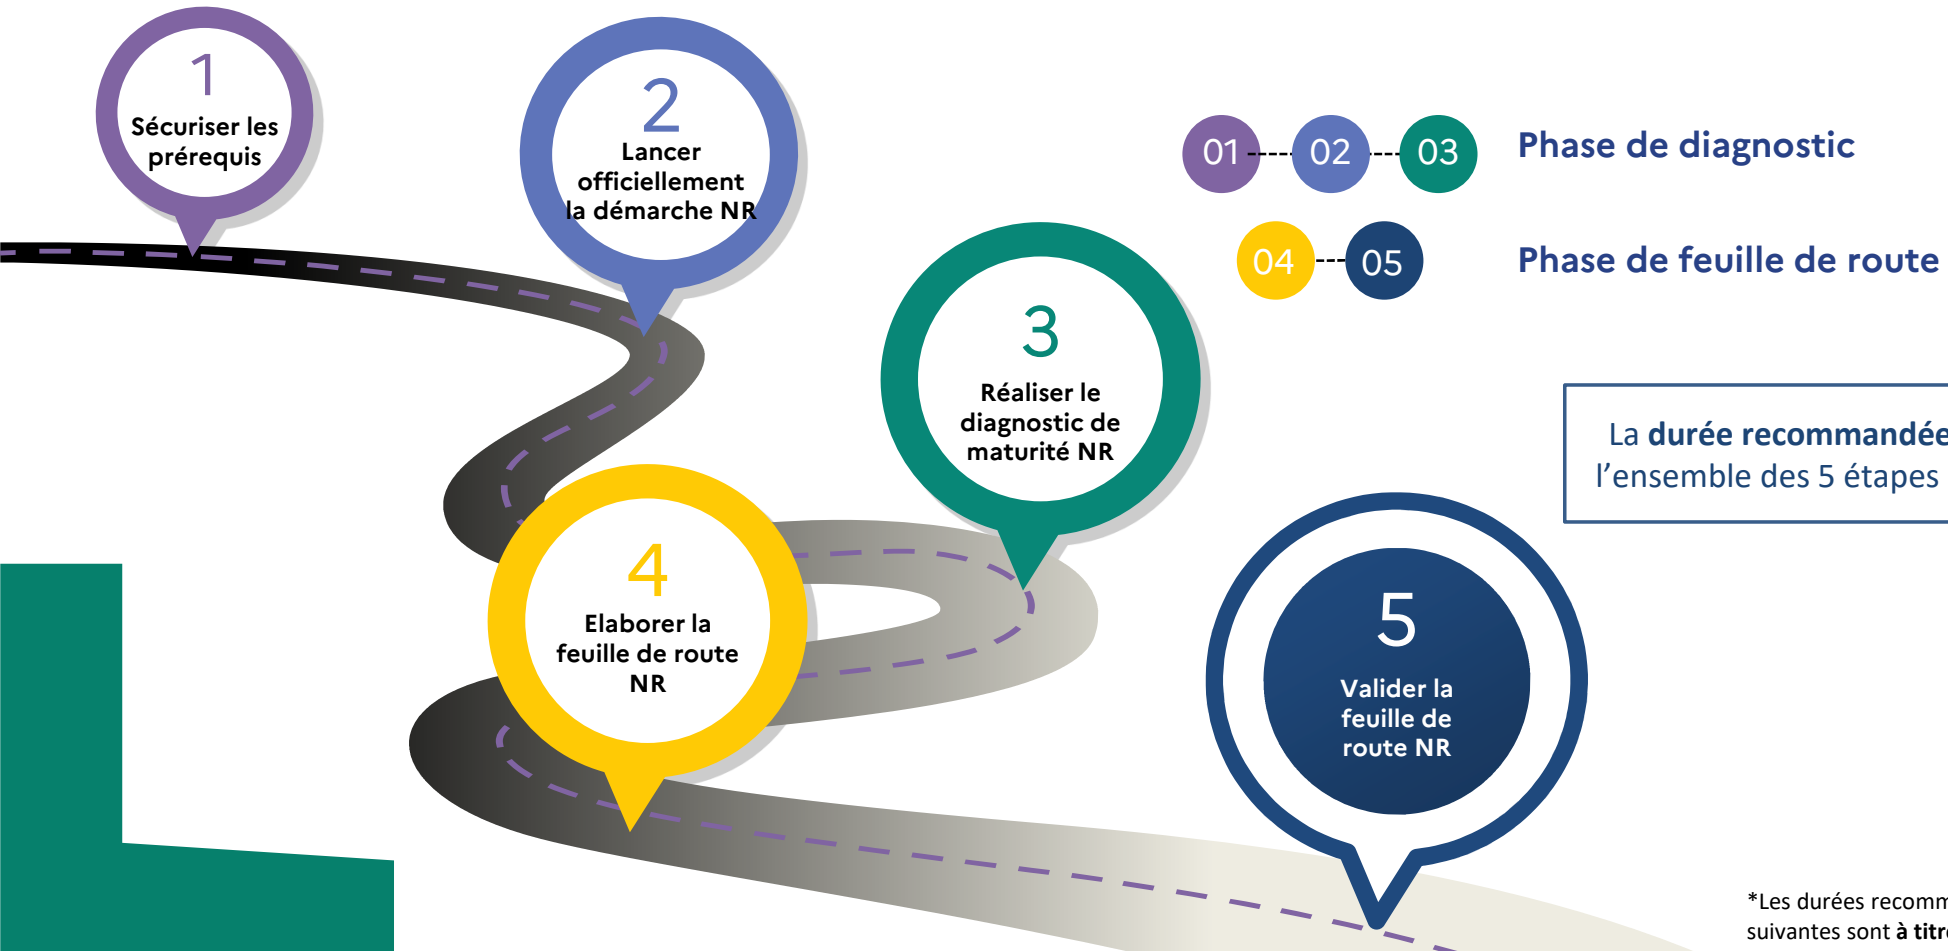 1
Sécuriser les
prérequis
2
Lancer
officiellement
la démarche NR
01
02
03
Phase de diagnostic
04
05
Phase de feuille de route
3
Réaliser le
diagnostic de
maturité NR
La durée recommandée
l’ensemble des 5 étapes
4
Elaborer la
feuille de route
NR
5
Valider la
feuille de
route NR
*Les durées
suivantes sont à